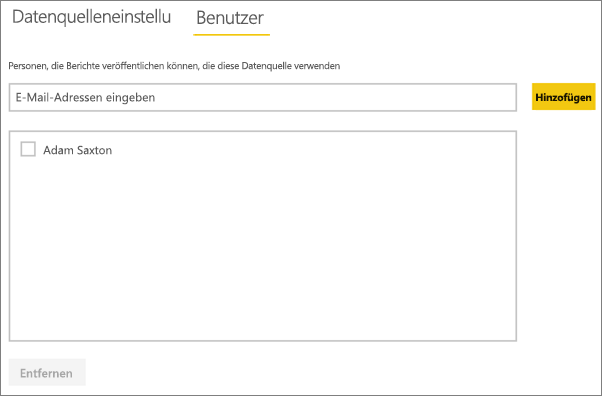 Datenquelleneinstellu Benutzer
Personen, die Berichte veröffentlichen können, die diese Datenquelle verwenden
E-Mail-Adressen eingeben
Hinzufügen
Adam Saxton
Entfernen